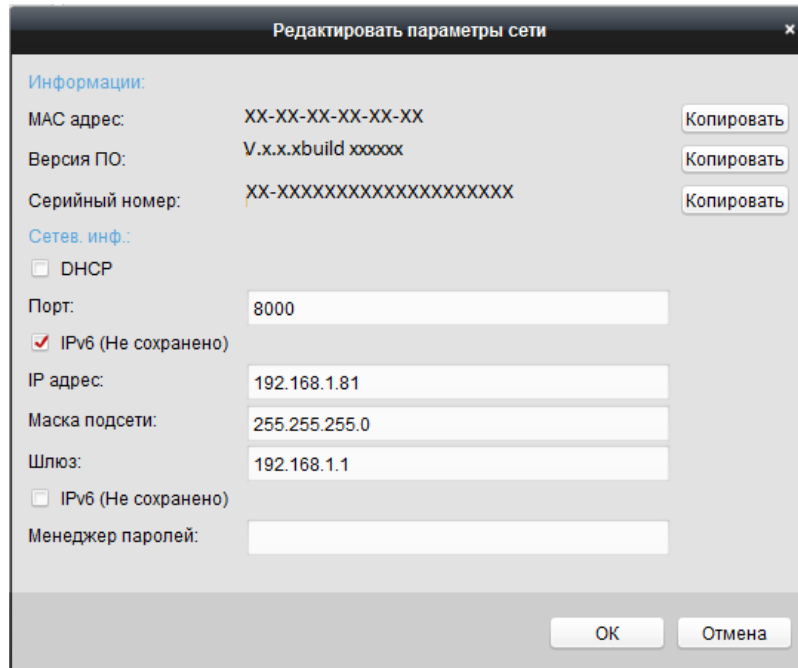 Редактировать параметры сети ×
Информации:
MAC адрес: XX-XX-XX-XX-XX-XX Копировать
Версия ПО: V.x.x.xbuild xxxxxx Копировать
Серийный номер: XX-XXXXXXXXXXXXXXXXXXXX Копировать
Сетев. инф.:
DHCP
Порт: 8000
IPv6 (Не сохранено)
IP адрес: 192.168.1.81
Маска подсети: 255.255.255.0
Шлюз: 192.168.1.1
IPv6 (Не сохранено)
Менеджер паролей:
ОК Отмена